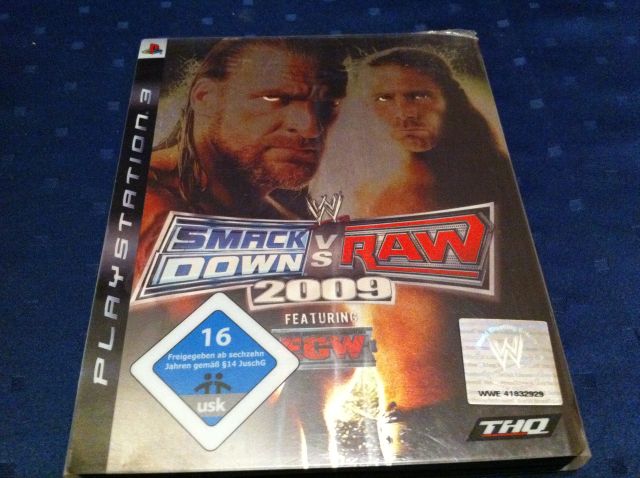 PLAYSTATION 3
W
SMACK
DOWN
VS
RAW
2009
FEATURING
ECW
16
Freigegeben ab sechzehn
Jahren gemäß §14 JuSchG
usk
W
WWE 41832929
THQ